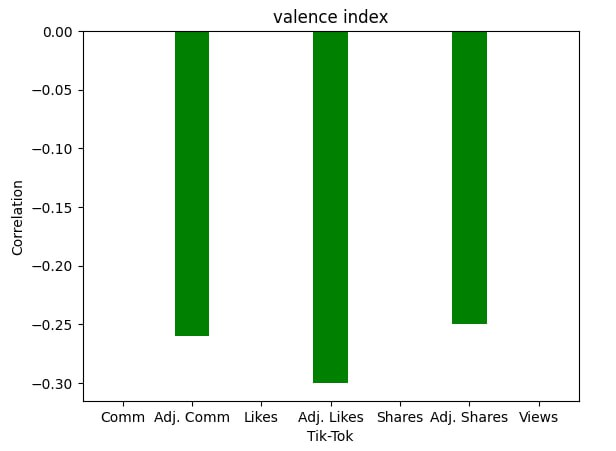 valence index
0.00
−0.05
−0.10
−0.15
−0.20
−0.25
−0.30
Correlation
Comm Adj. Comm Likes Adj. Likes Shares Adj. Shares Views
Tik-Tok